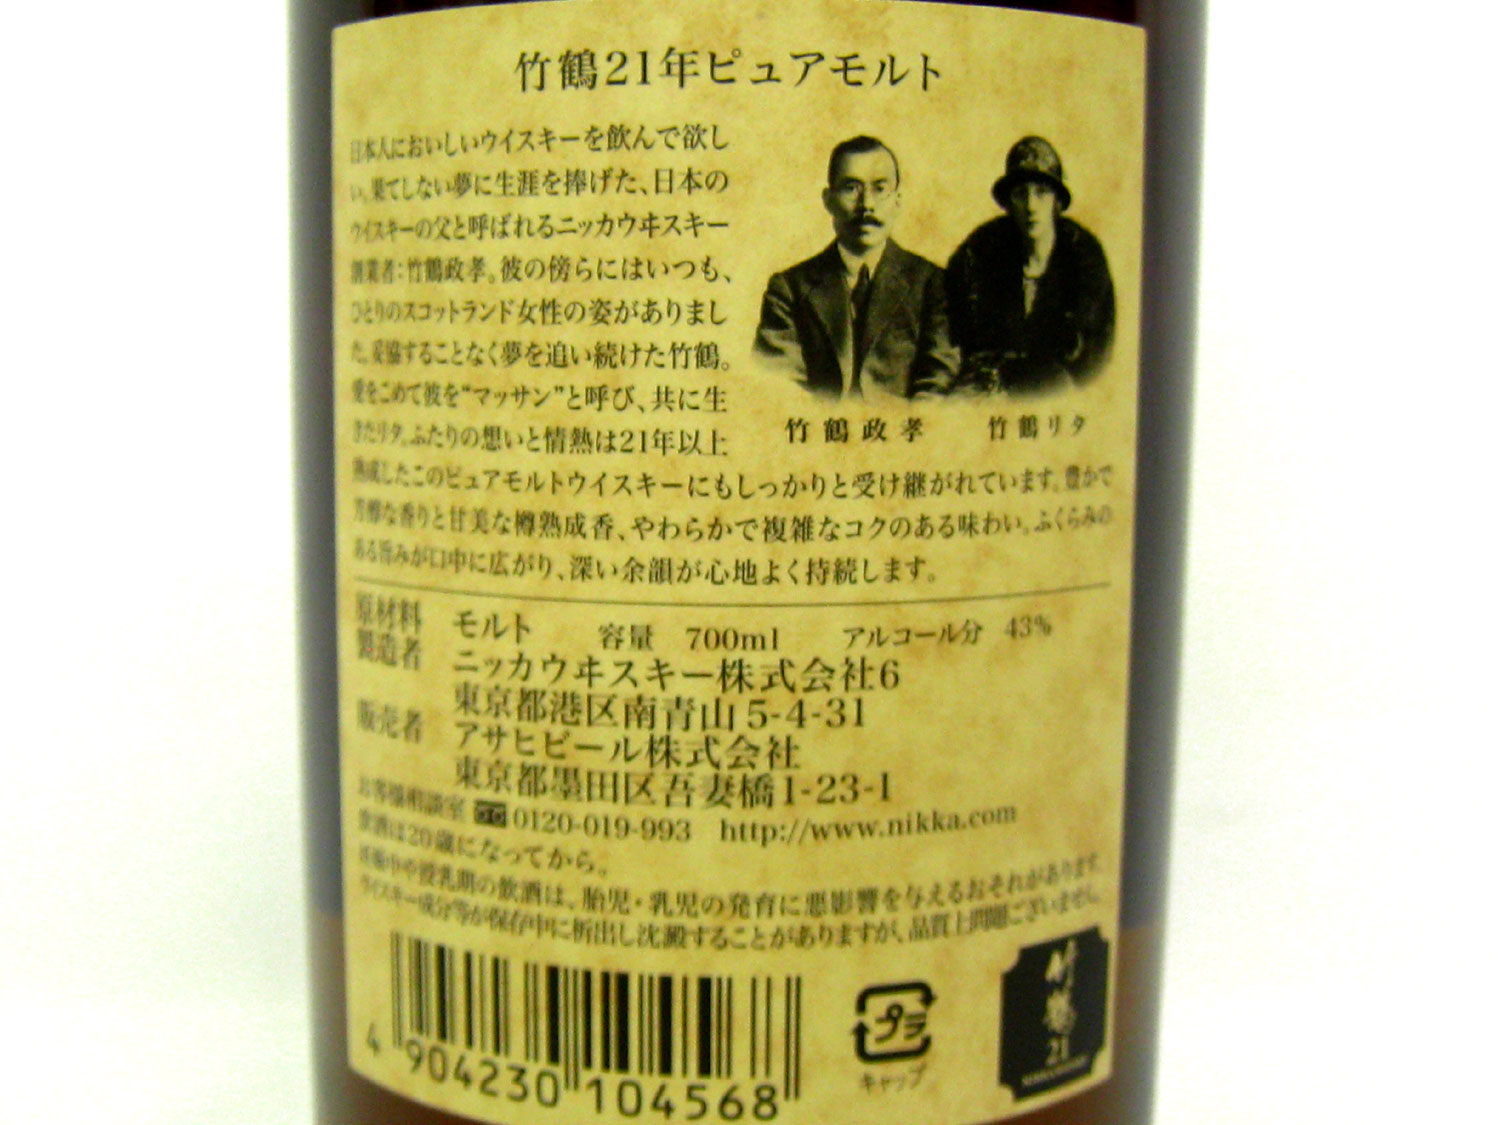 竹鶴21年ピュアモルト
日本人においしいウイスキーを飲んで欲し
い。果てしない夢に生涯を捧げた、日本の
ウイスキーの父と呼ばれるニッカウヰスキー
創業者：竹鶴政孝。彼の傍らにはいつも、
ひとりのスコットランド女性の姿がありまし
た。妥協することなく夢を追い続けた竹鶴。
愛をこめて彼を“マッサン”と呼び、共に生
きたリタ。ふたりの想いと情熱は21年以上
熟成したこのピュアモルトウイスキーにもしっかりと受け継がれています。豊かで
芳醇な香りと甘美な樽熟成香、やわらかで複雑なコクのある味わい。ふくらみの
ある旨みが口中に広がり、深い余韻が心地よく持続します。
竹鶴政孝 竹鶴リタ
原材料 モルト 容量 700ml アルコール分 43%
製造者 ニッカウヰスキー株式会社6
東京都港区南青山5-4-31
販売者 アサヒビール株式会社
東京都墨田区吾妻橋1-23-1
お客様相談室 0120-019-993 http://www.nikka.com
飲酒は20歳になってから。
妊娠中や授乳期の飲酒は、胎児・乳児の発育に悪影響を与えるおそれがあります。
ウイスキー成分等が保存中に析出し沈澱することがありますが、品質上問題ございません。
4 904230 104568
プラ
キャップ
竹鶴
21